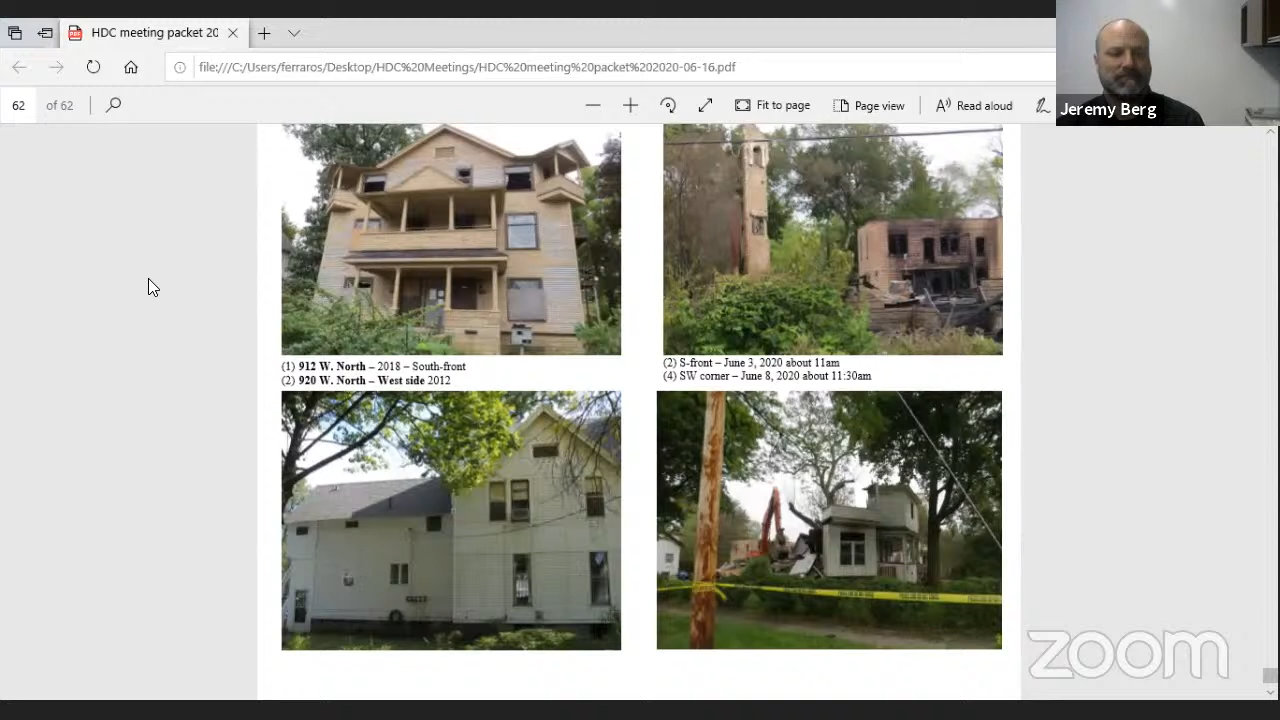 HDC meeting packet 20
file:///C:/Users/ferraros/Desktop/HDC%20Meetings/HDC%20meeting%20packet%202020-06-16.pdf
62 of 62
Fit to page
Page view
Read aloud
Jeremy Berg
(1) 912 W. North – 2018 – South-front
(2) 920 W. North – West side 2012
(2) S-front – June 3, 2020 about 11am
(4) SW corner – June 8, 2020 about 11:30am
zoom